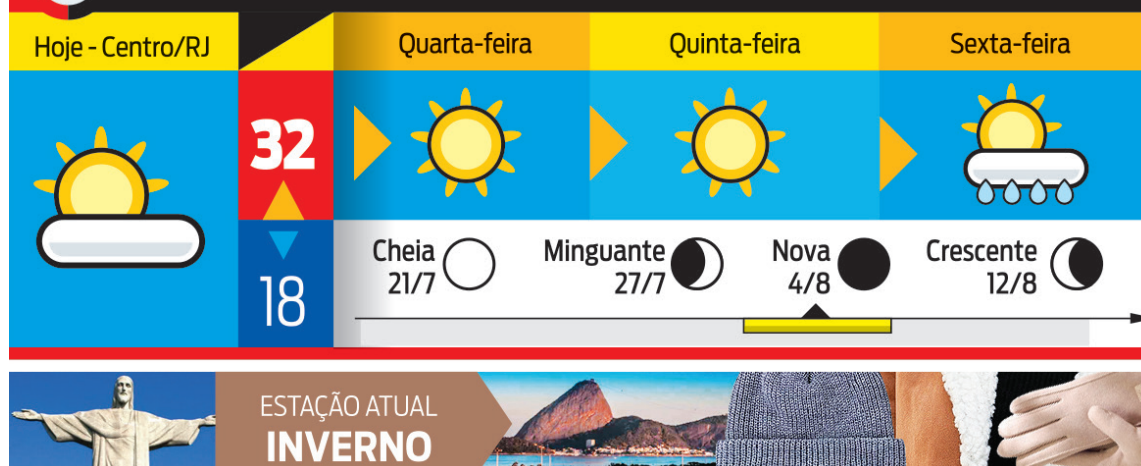 Hoje - Centro/RJ
Quarta-feira
Quinta-feira
Sexta-feira
32
18
Cheia
21/7
Minguante
27/7
Nova
4/8
Crescente
12/8
ESTAÇÃO ATUAL
INVERNO